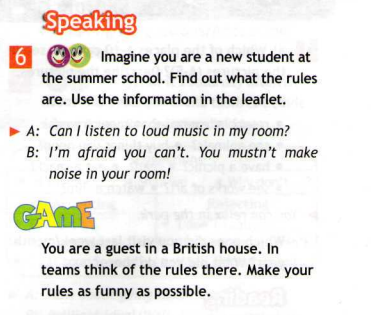 Speaking
6 Imagine you are a new student at
the summer school. Find out what the rules
are. Use the information in the leaflet.
A: Can I listen to loud music in my room?
B: I'm afraid you can't. You mustn't make
noise in your room!
GAME
You are a guest in a British house. In
teams think of the rules there. Make your
rules as funny as possible.